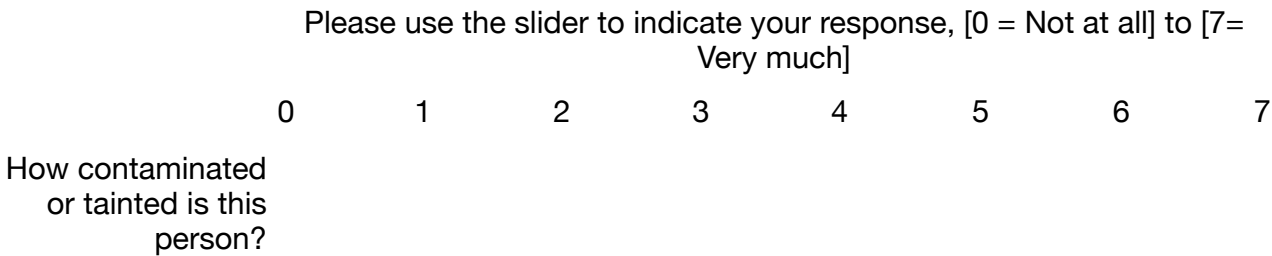 Please use the slider to indicate your response, [0 = Not at all] to [7=
Very much]
0 1 2 3 4 5 6 7
How contaminated
or tainted is this
person?